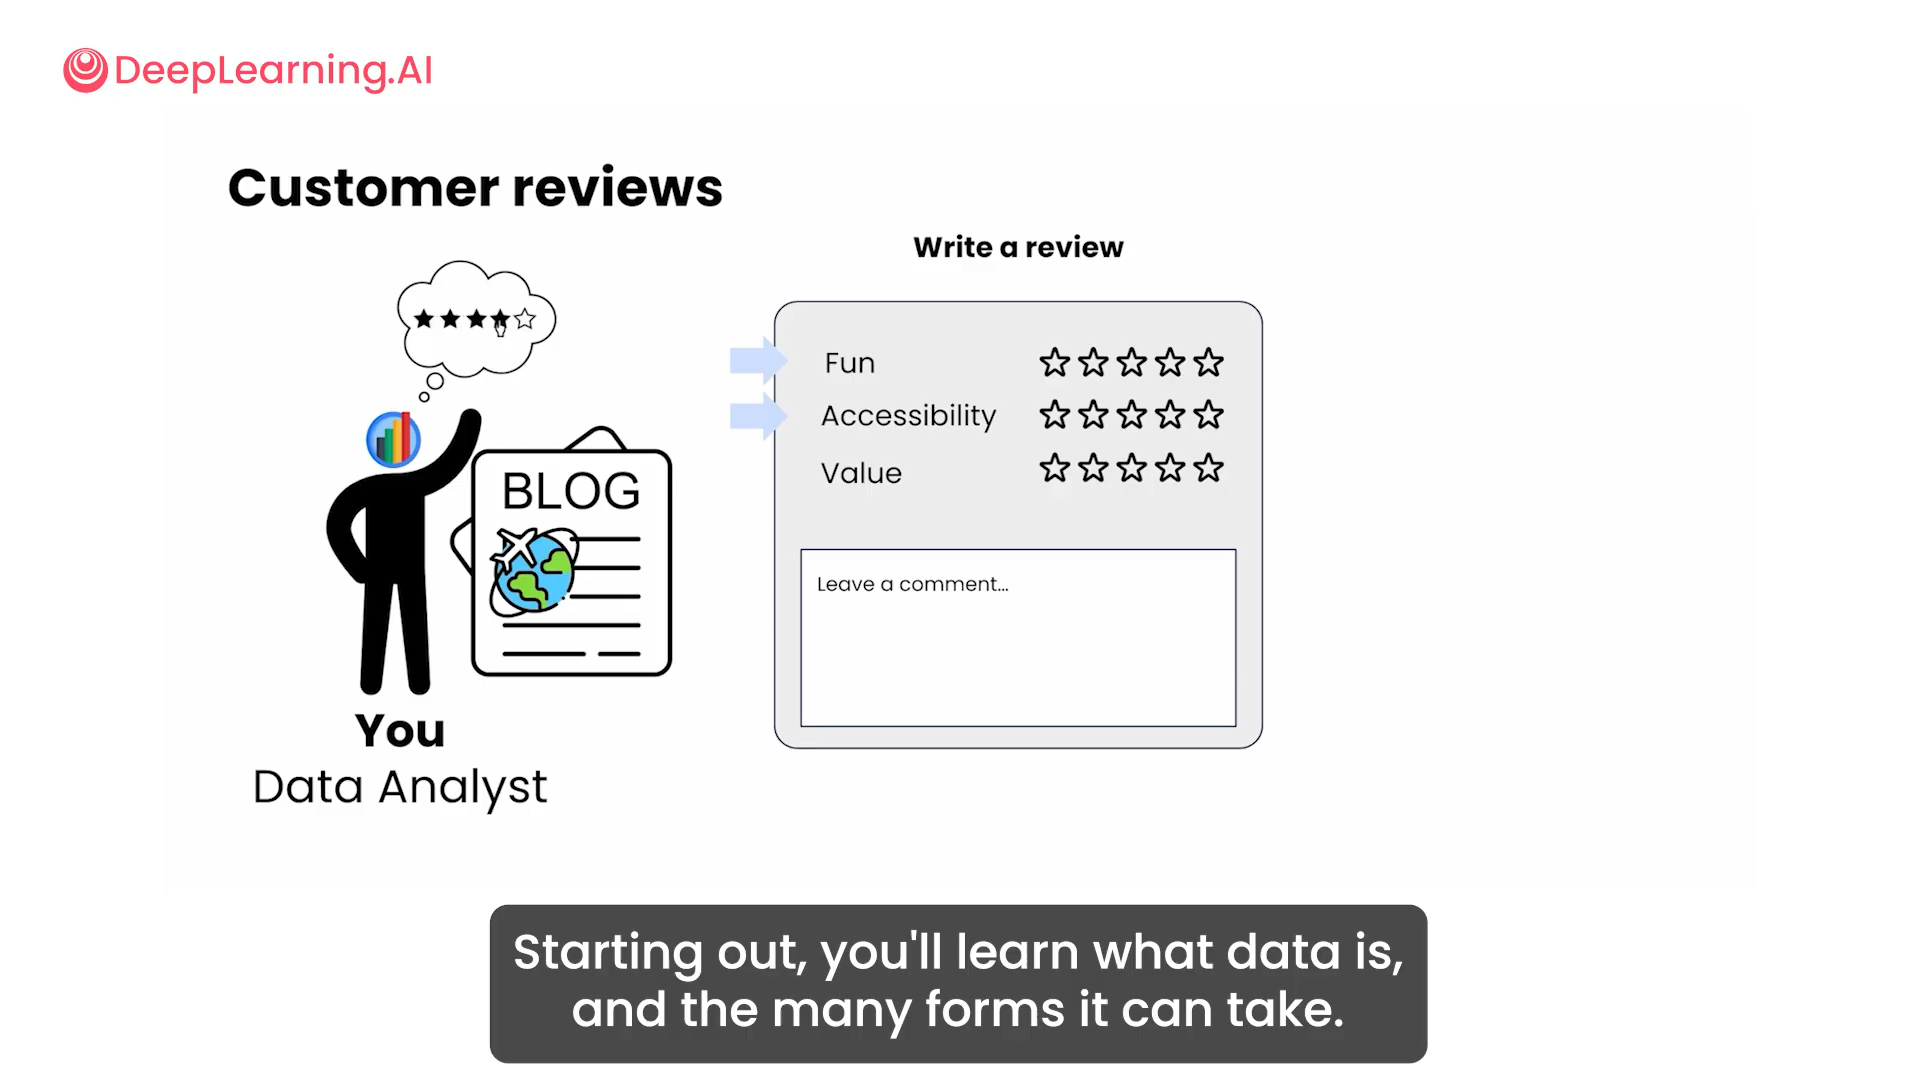 DeepLearning.AI
Customer reviews
Write a review
Fun
Accessibility
Value
Leave a comment...
BLOG
You
Data Analyst
Starting out, you'll learn what data is,
and the many forms it can take.